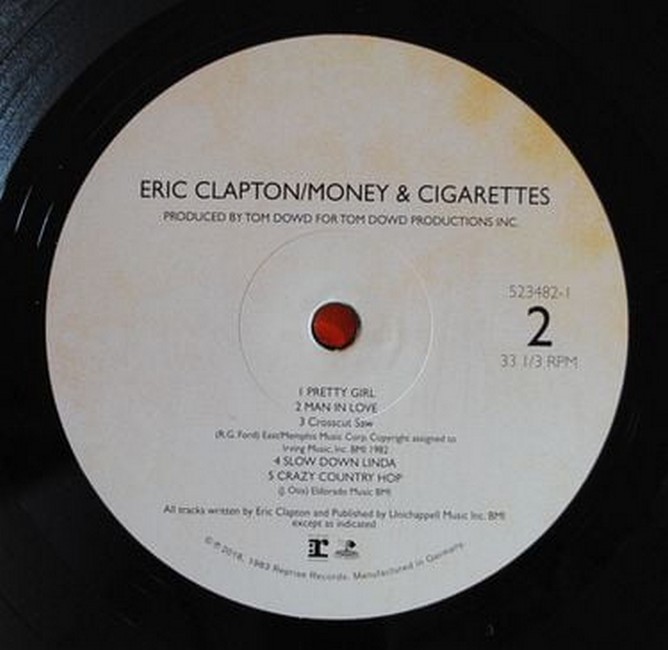 ERIC CLAPTON/MONEY & CIGARETTES
PRODUCED BY TOM DOWD FOR TOM DOWD PRODUCTIONS INC.
523482-1
2
33 1/3 RPM
1 PRETTY GIRL
2 MAN IN LOVE
3 Crosscut Saw
(R.G. Ford) East/Memphis Music Corp. Copyright assigned to
Irving Music, Inc. BMI 1982
4 SLOW DOWN LINDA
5 CRAZY COUNTRY HOP
(J. Otis) Eldorado Music BMI
All tracks written by Eric Clapton and Published by Unichappell Music Inc. BMI
except as indicated
r
©℗ 2018, 1983 Reprise Records. Manufactured in Germany.